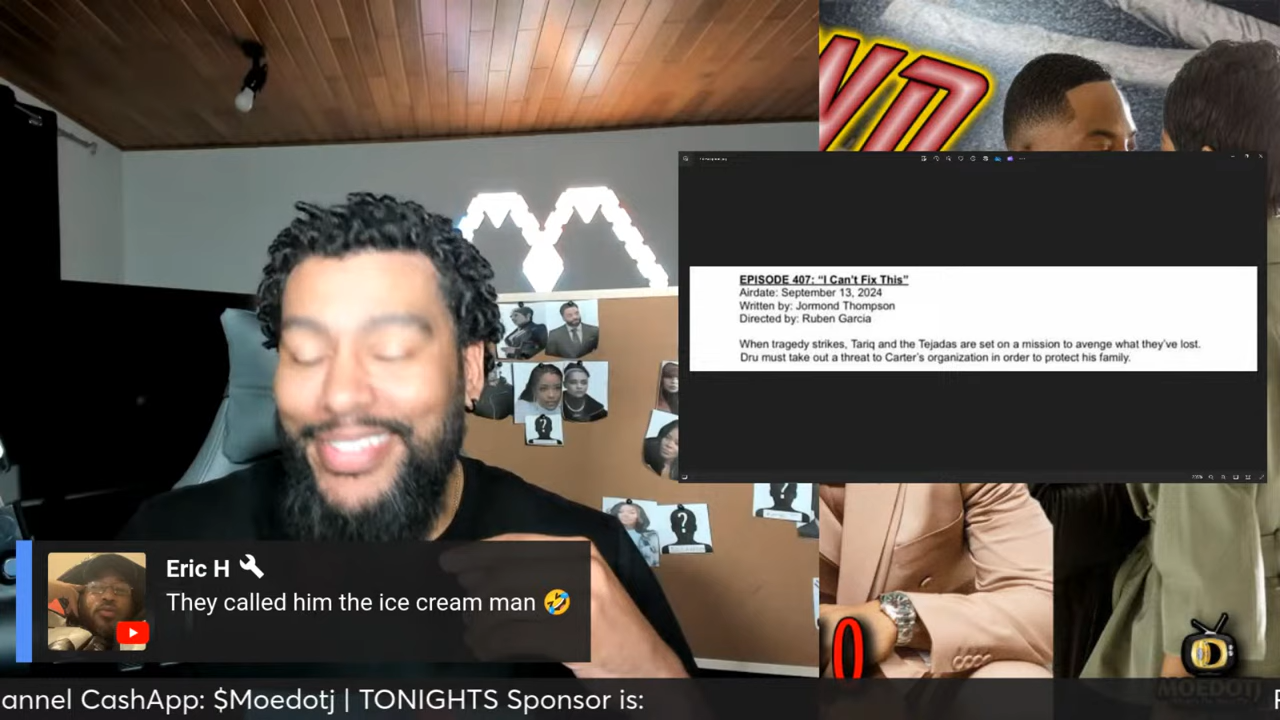 EPISODE 407: “I Can’t Fix This”
Airdate: September 13, 2024
Written by: Jormond Thompson
Directed by: Ruben Garcia
When tragedy strikes, Tariq and the Tejadas are set on a mission to avenge what they’ve lost.
Dru must take out a threat to Carter’s organization in order to protect his family.
Eric H
They called him the ice cream man 🤣
0
MOEDOTJ
annel CashApp: $Moedotj | TONIGHTS Sponsor is: